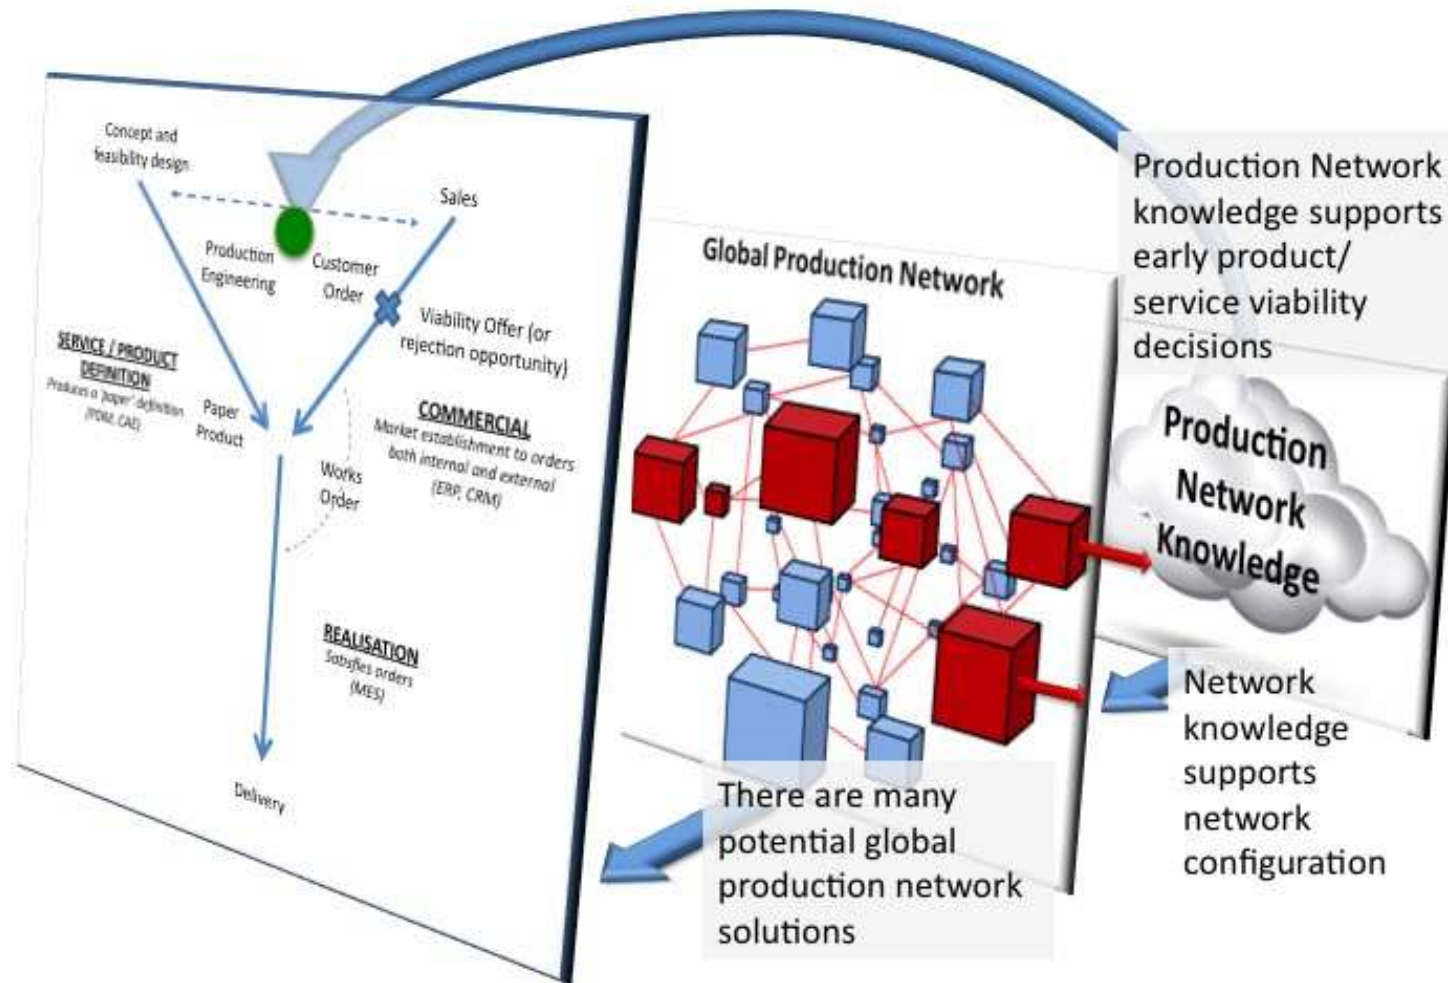 Concept and
feasibility design
Sales
Production
Engineering
Customer
Order
Viability Offer (or
rejection opportunity)
SERVICE / PRODUCT
DEFINITION
Produces a 'paper' definition
(PDM, CAE)
Paper
Product
COMMERCIAL
Market establishment to orders
both internal and external
(ERP, CRM)
Works
Order
REALISATION
Satisfies orders
(MES)
Delivery
Global Production Network
There are many
potential global
production network
solutions
Production Network
knowledge supports
early product/
service viability
decisions
Production
Network
Knowledge
Network
knowledge
supports
network
configuration